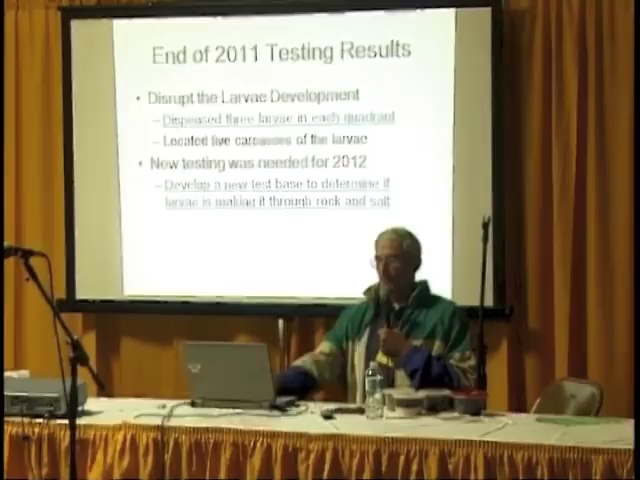 End of 2011 Testing Results
• Disrupt the Larvae Development
– Dispensed three larvae in each quadrant
– Located five carcasses of the larvae
• New testing was needed for 2012
– Develop a new test base to determine if
larvae is making it through rock and salt